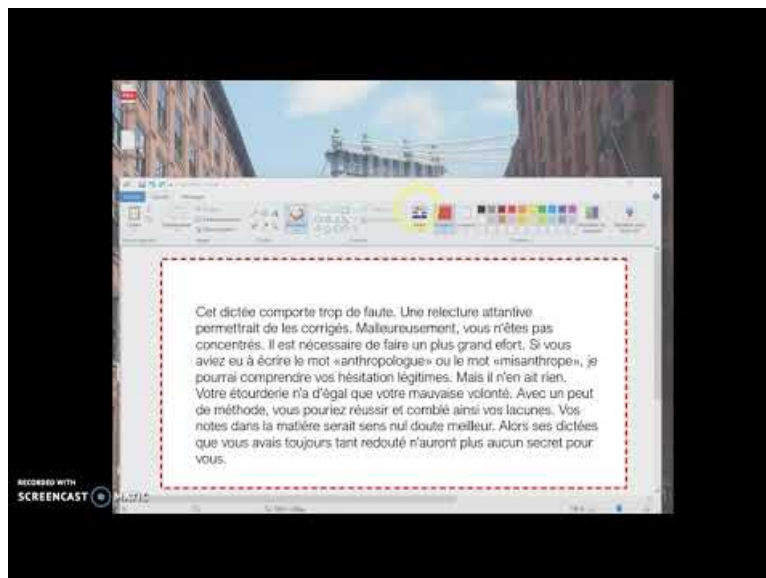 Cet dictée comporte trop de faute. Une relecture attantive
permettrait de les corrigés. Malleureusement, vous n'êtes pas
concentrés. Il est nécessaire de faire un plus grand efort. Si vous
aviez eu à écrire le mot «anthropologue» ou le mot «misanthrope», je
pourrai comprendre vos hésitation légitimes. Mais il n'en ait rien.
Votre étourderie n'a d'égal que votre mauvaise volonté. Avec un peut
de méthode, vous pouriez réussir et comblé ainsi vos lacunes. Vos
notes dans la matière serait sens nul doute meilleur. Alors ses dictées
que vous avais toujours tant redouté n'auront plus aucun secret pour
vous.
RECORDED WITH
SCREENCAST MATIC